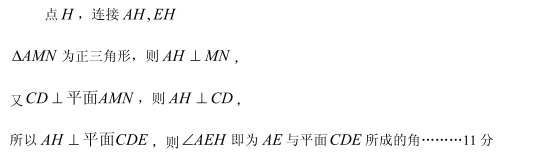 点 H，连接 AH,EH
ΔAMN 为正三角形，则 AH ⊥ MN，
又 CD ⊥ 平面AMN，则 AH ⊥ CD，
所以 AH ⊥ 平面CDE，则 ∠AEH 即为 AE 与平面 CDE 所成的角………11 分